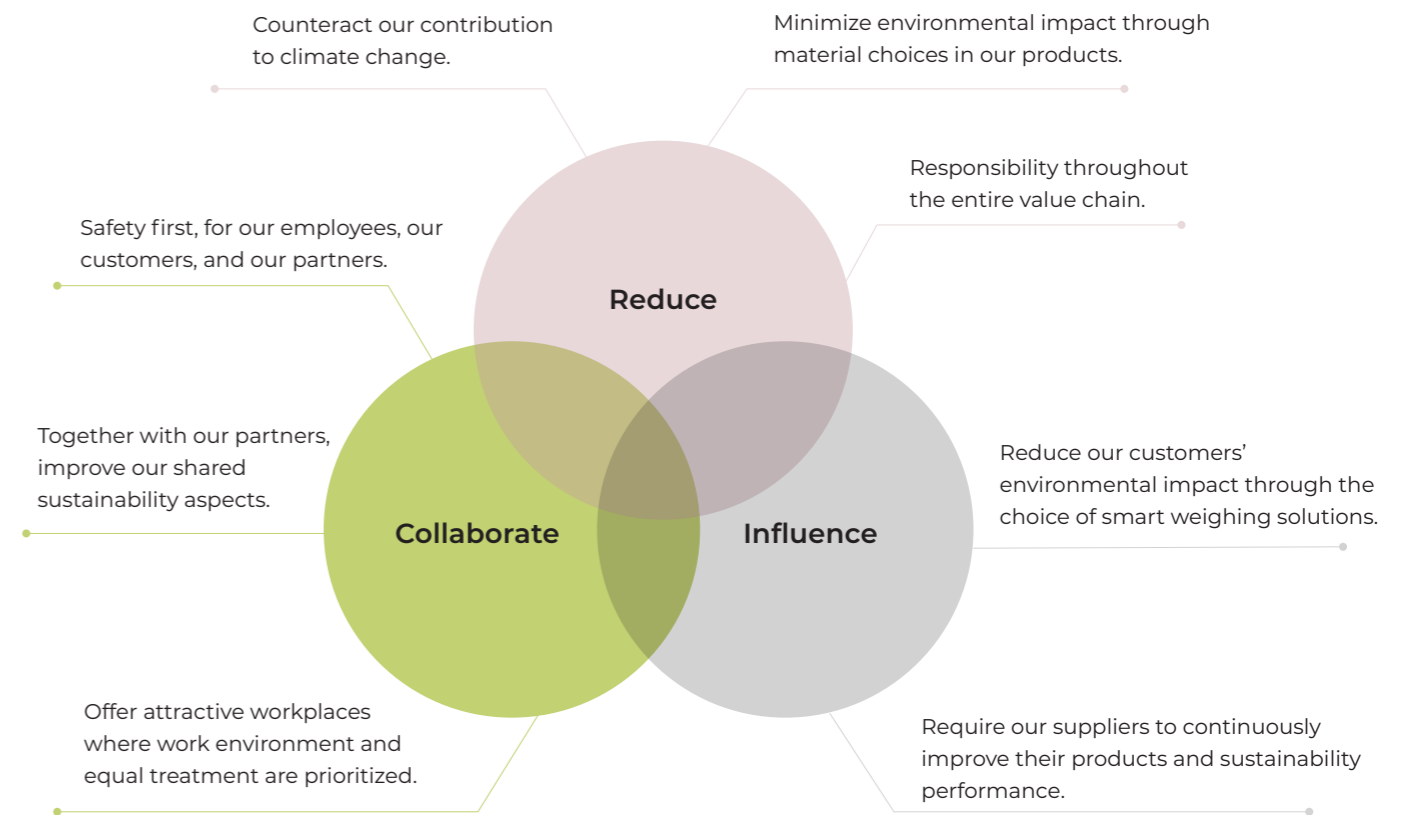 Counteract our contribution
to climate change.
Minimize environmental impact through
material choices in our products.
Responsibility throughout
the entire value chain.
Safety first, for our employees, our
customers, and our partners.
Reduce
Together with our partners,
improve our shared
sustainability aspects.
Reduce our customers’
environmental impact through the
choice of smart weighing solutions.
Collaborate
Influence
Offer attractive workplaces
where work environment and
equal treatment are prioritized.
Require our suppliers to continuously
improve their products and sustainability
performance.